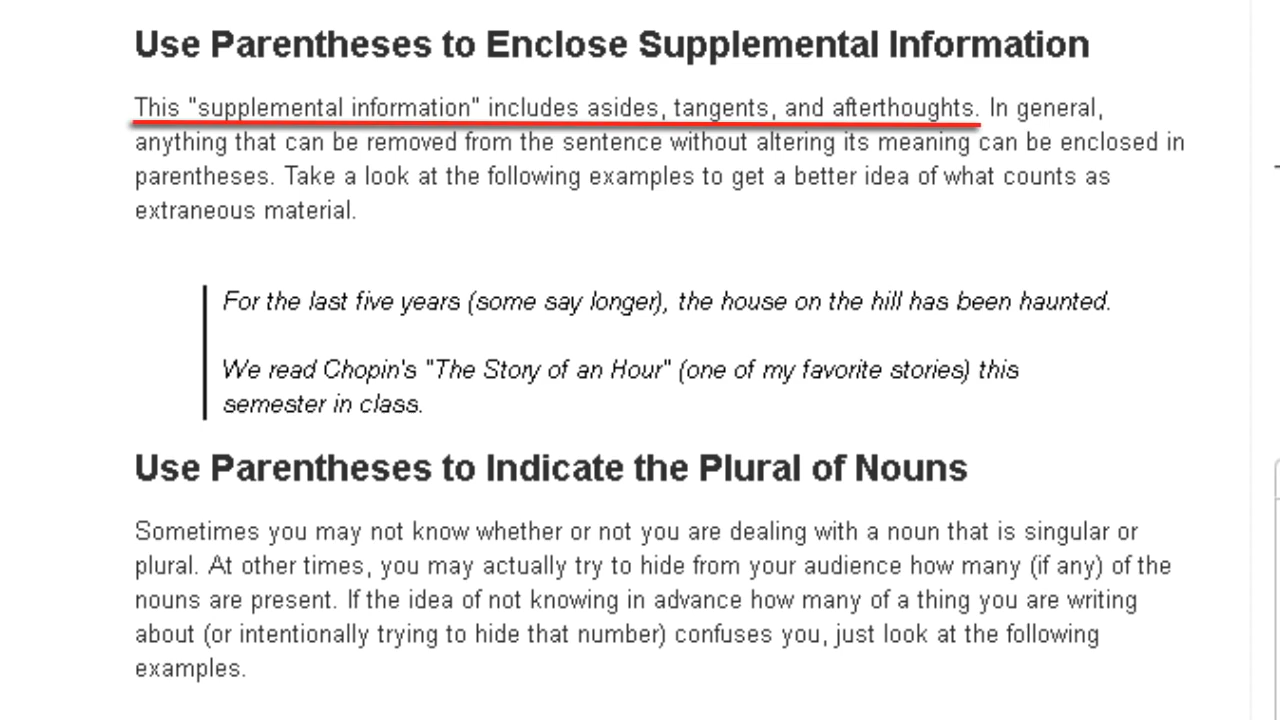 Use Parentheses to Enclose Supplemental Information
This "supplemental information" includes asides, tangents, and afterthoughts. In general,
anything that can be removed from the sentence without altering its meaning can be enclosed in
parentheses. Take a look at the following examples to get a better idea of what counts as
extraneous material.
For the last five years (some say longer), the house on the hill has been haunted.
We read Chopin's "The Story of an Hour" (one of my favorite stories) this
semester in class.
Use Parentheses to Indicate the Plural of Nouns
Sometimes you may not know whether or not you are dealing with a noun that is singular or
plural. At other times, you may actually try to hide from your audience how many (if any) of the
nouns are present. If the idea of not knowing in advance how many of a thing you are writing
about (or intentionally trying to hide that number) confuses you, just look at the following
examples.